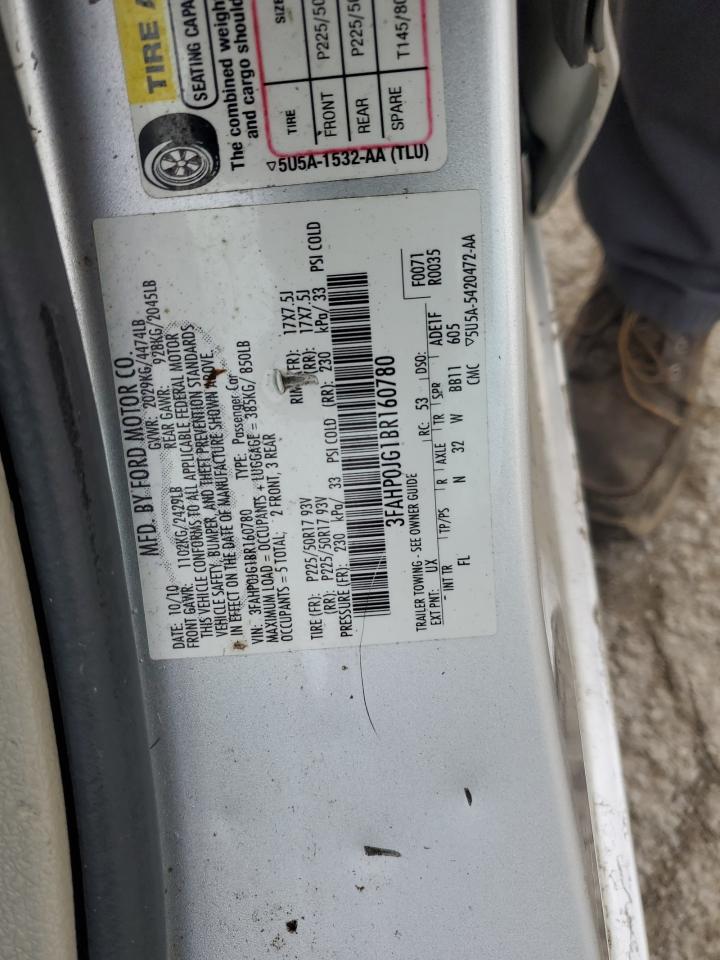 TIRE A
SEATING CAPA
The combined weigh
and cargo should
TIRE SIZE
FRONT P225/50
REAR P225/50
SPARE T145/80
▽5U5A-1532-AA (TLU)
MFD. BY FORD MOTOR CO.
DATE: 10/10 GVWR: 2029KG/4474LB
FRONT GAWR: 1102KG/2429LB REAR GAWR: 928KG/2045LB
THIS VEHICLE CONFORMS TO ALL APPLICABLE FEDERAL MOTOR
VEHICLE SAFETY, BUMPER, AND THEFT PREVENTION STANDARDS
IN EFFECT ON THE DATE OF MANUFACTURE SHOWN ABOVE.
VIN: 3FAHP0JG1BR160780 TYPE: Passenger Car
MAXIMUM LOAD = OCCUPANTS + LUGGAGE = 385KG/ 850LB
OCCUPANTS = 5 TOTAL: 2 FRONT, 3 REAR
TIRE (FR): P225/50R17 93V RIM (FR): 17X7.5J
(RR): P225/50R17 93V (RR): 17X7.5J
PRESSURE (FR): 230 kPa/ 33 PSI COLD (RR): 230 kPa/ 33 PSI COLD
3FAHP0JG1BR160780
F0071
R0035
TRAILER TOWING - SEE OWNER GUIDE
EXT PNT: UX RC: 53 DSO: ADE1F
INT TR TP/PS R AXLE TR SPR 605
FL N 32 W BB11
CMC ▽5U5A-5420472-AA